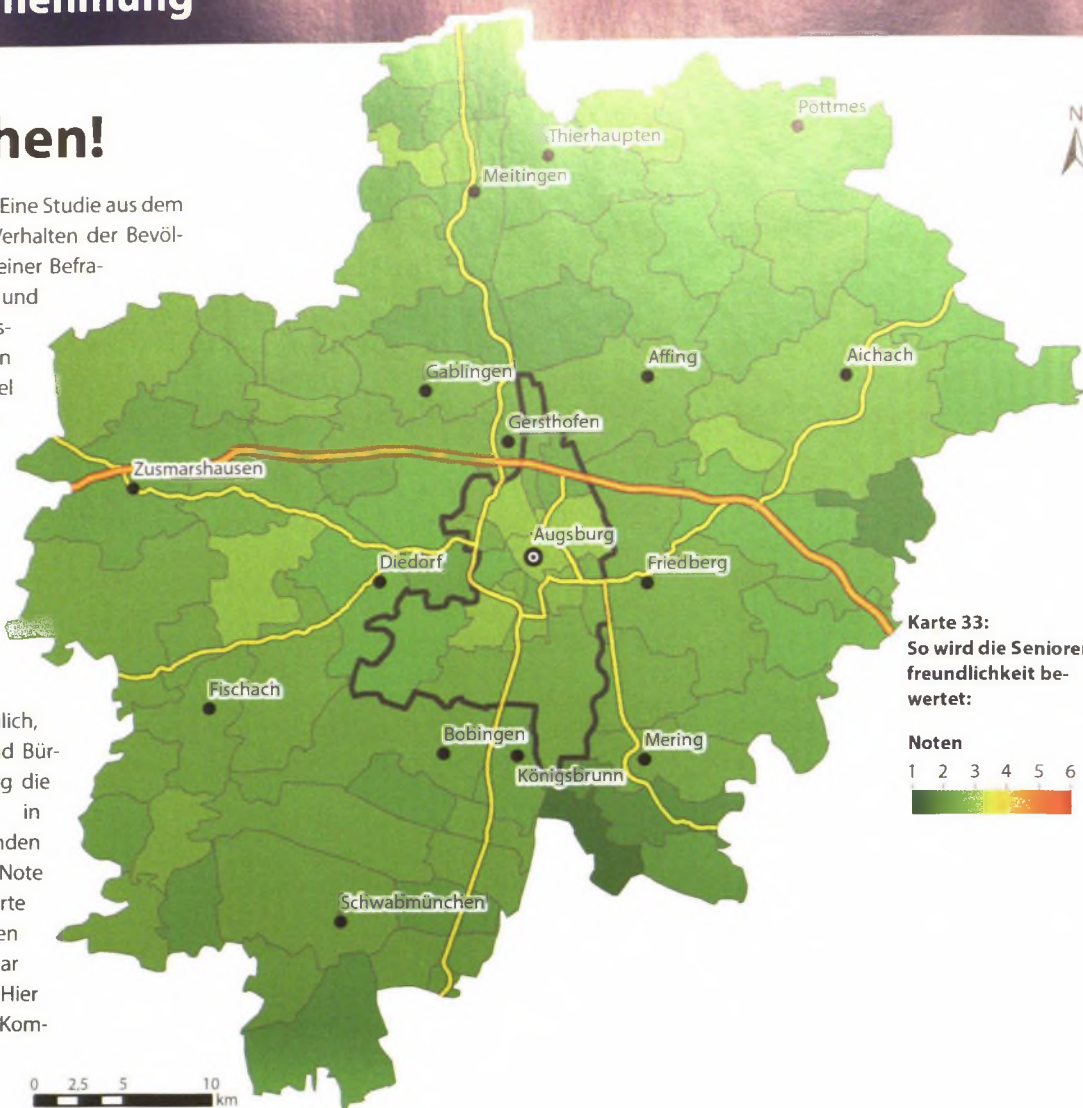 hen!
Eine Studie aus dem
erhalten der Bevöl-
einer Befra-
und
s-
n
el
lich,
d Bür-
g die
in
nden
Note
rte
en
ar
Hier
Kom-
N
Pöttmes
Thierhaupten
Meitingen
Gablingen
Affing
Aichach
Gersthofen
Zusmarshausen
Augsburg
Diedorf
Friedberg
Fischach
Bobingen
Königsbrunn
Mering
Schwabmünchen
Karte 33:
So wird die Senioren
freundlichkeit be-
wertet:
Noten
1 2 3 4 5 6
0 2,5 5 10
km